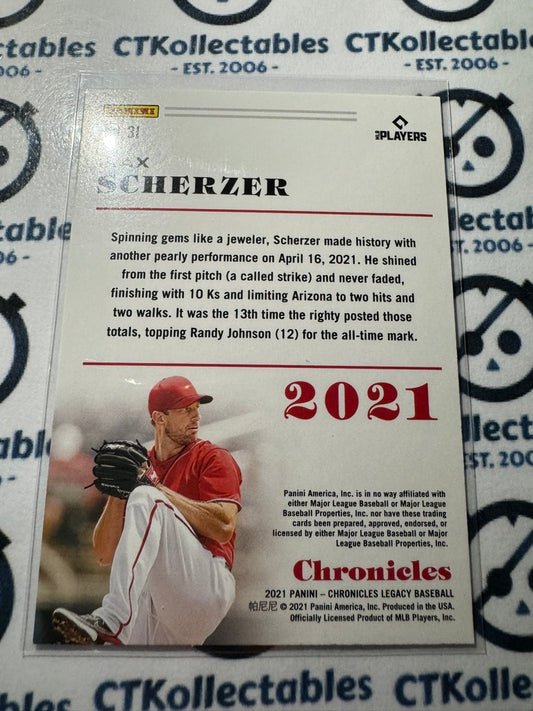 CTKollectables CTKollectables
- EST. 2006 - - EST. 2006 -
PANINI
31
MLB PLAYERS
SCHERZER
Spinning gems like a jeweler, Scherzer made history with
another pearly performance on April 16, 2021. He shined
from the first pitch (a called strike) and never faded,
finishing with 10 Ks and limiting Arizona to two hits and
two walks. It was the 13th time the righty posted those
totals, topping Randy Johnson (12) for the all-time mark.
2021
Panini America, Inc. is in no way affiliated with
either Major League Baseball or Major League
Baseball Properties, Inc. nor have these trading
cards been prepared, approved, endorsed, or
licensed by either Major League Baseball or Major
League Baseball Properties, Inc.
Chronicles
2021 PANINI – CHRONICLES LEGACY BASEBALL
帕尼尼 © 2021 Panini America, Inc. Produced in the USA.
Officially Licensed Product of MLB Players, Inc.
CTKollectables CTKollectables